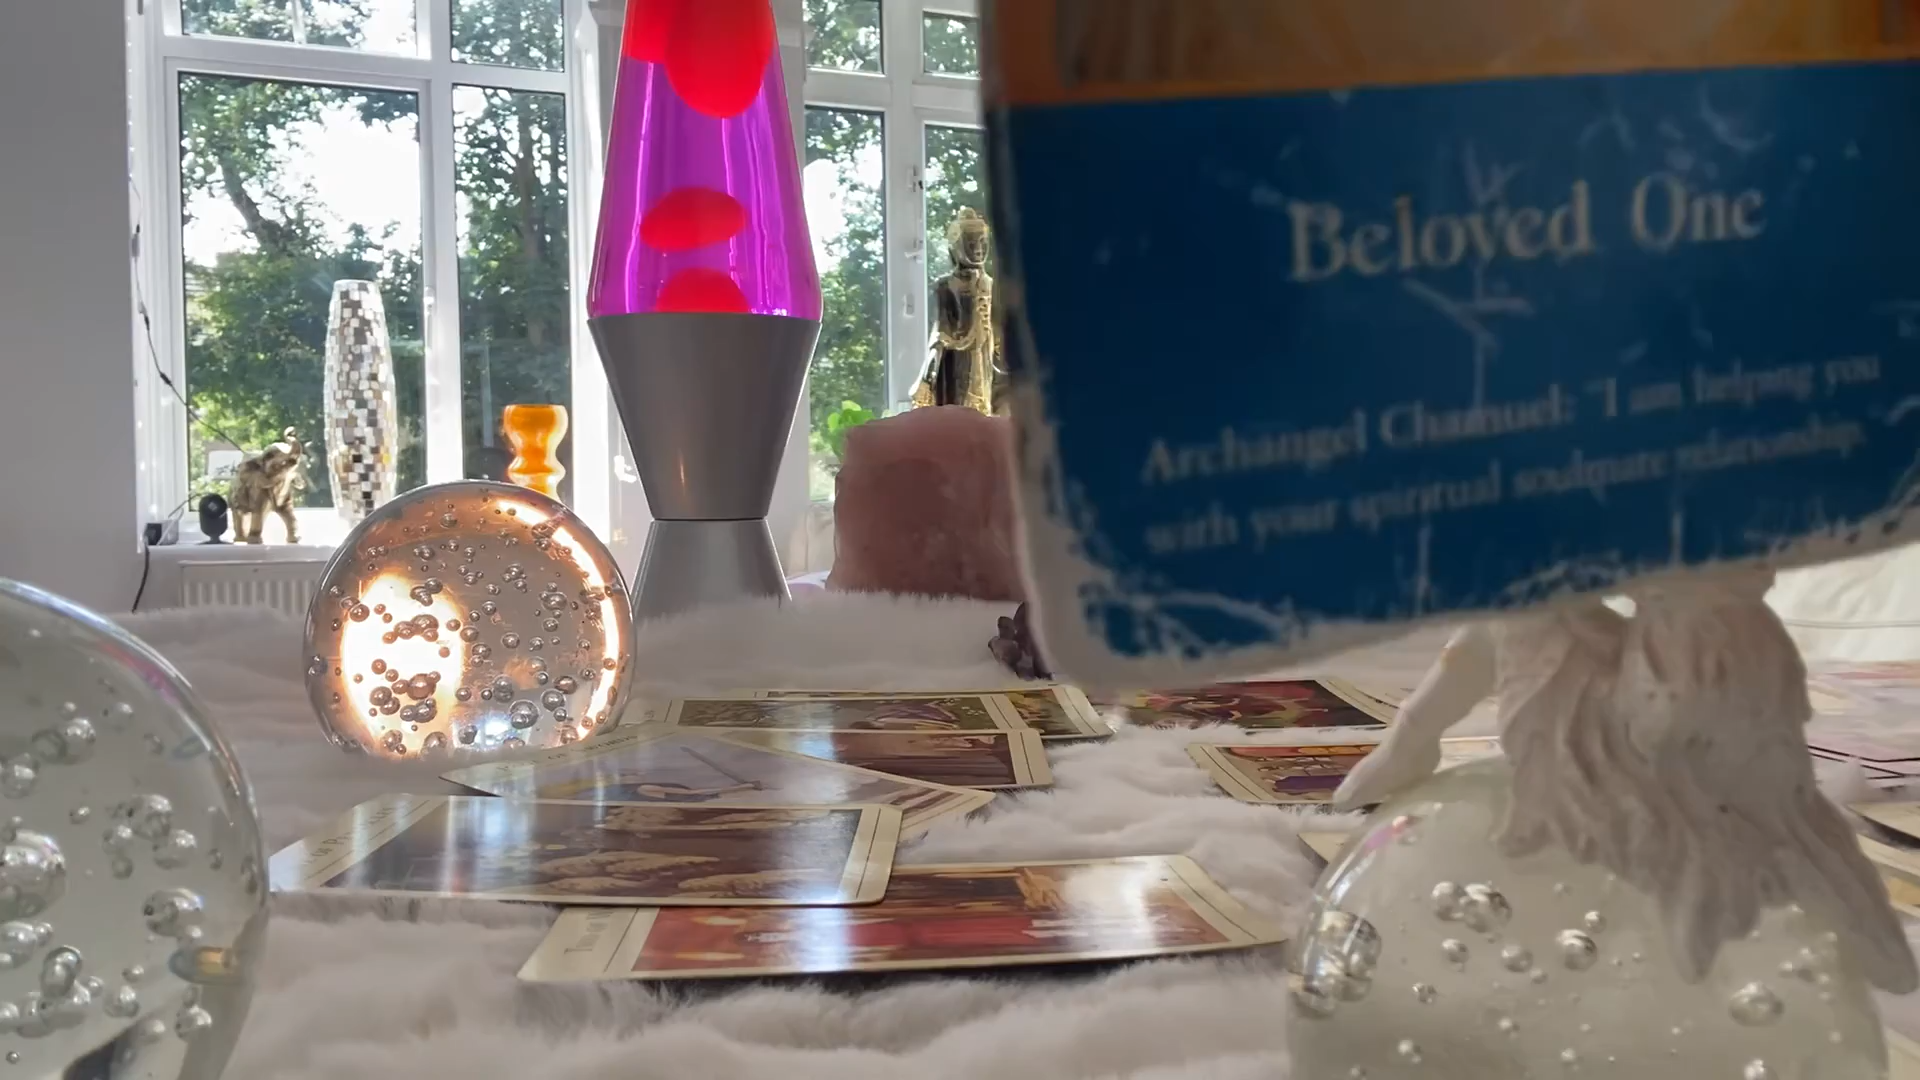 Beloved One
Archangel Chamuel: "I am helping you
with your spiritual soulmate relationship.